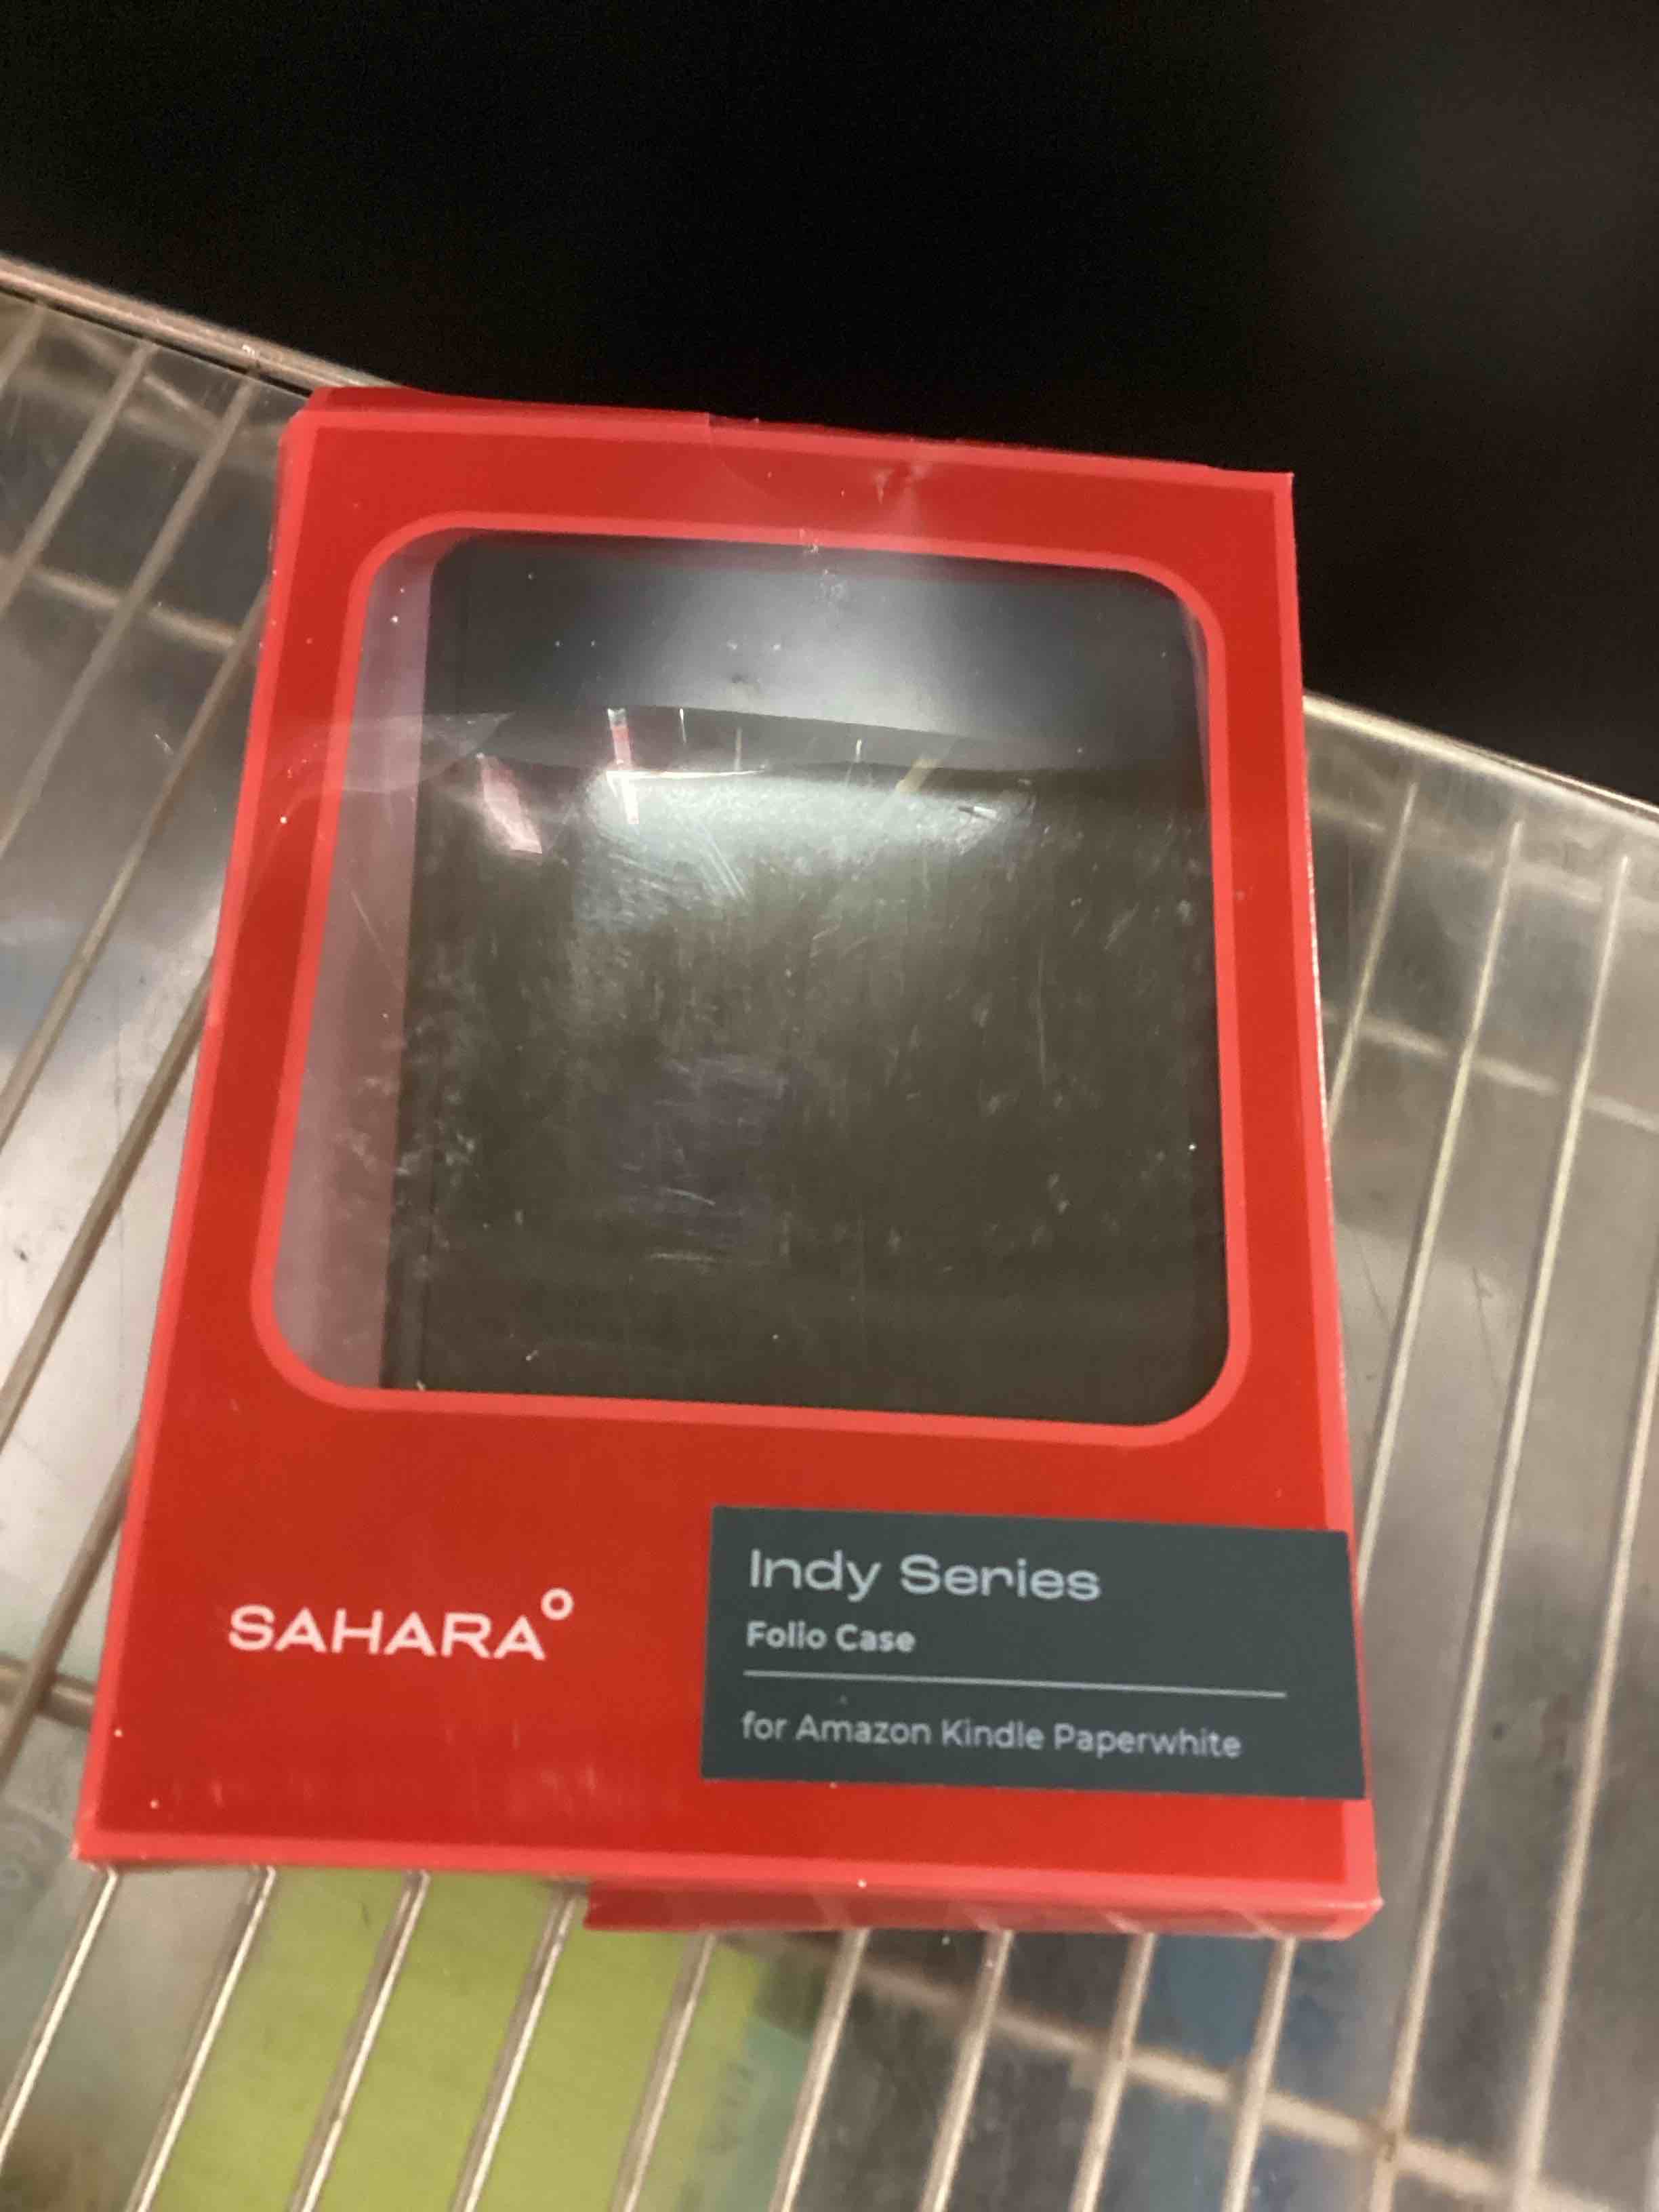 SAHARA°
Indy Series
Folio Case
for Amazon Kindle Paperwhite